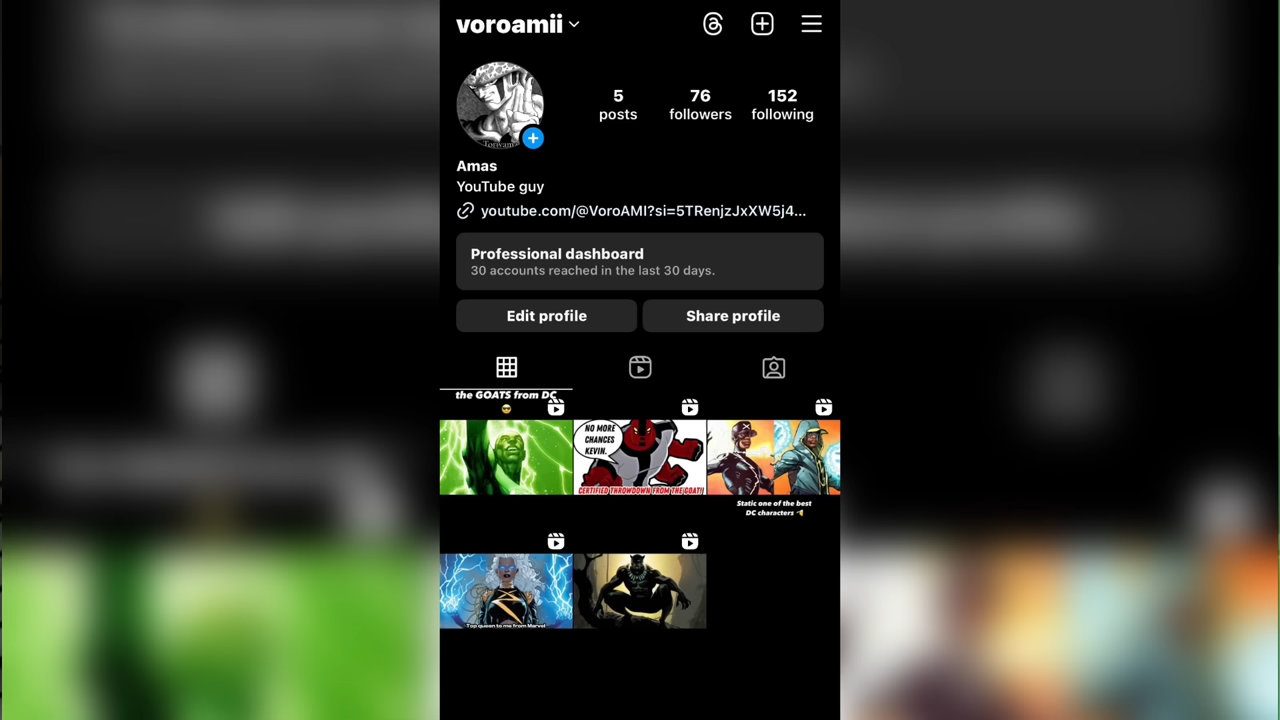 voroamii
5
posts
76
followers
152
following
Amas
YouTube guy
youtube.com/@VoroAMI?si=5TRenjzJxXW5j4...
Professional dashboard
30 accounts reached in the last 30 days.
Edit profile
Share profile
the GOATS from DC
😎
NO MORE
CHANCES
KEVIN.
CERTIFIED THROWDOWN FROM THE GOAT!
Static one of the best
DC characters
Top queen to me from Marvel